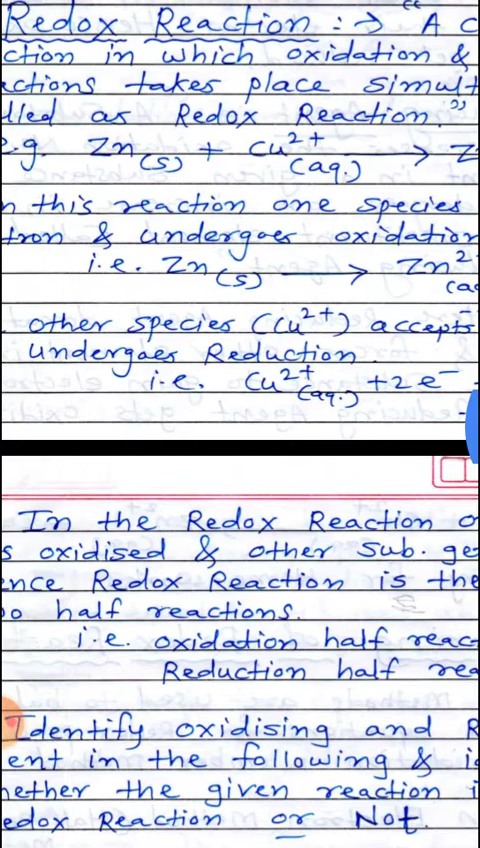 Redox Reaction :→ "A c
ction in which oxidation &
actions takes place simult
lled as Redox Reaction."
e.g. Zn(s) + Cu²⁺(aq.) → Z
n this reaction one species
tron & undergoes oxidation
i.e. Zn(s) → Zn²(a
other species (Cu²⁺) accepts
undergoes Reduction.
i.e. Cu²⁺(aq.) + 2e⁻
In the Redox Reaction o
s oxidised & other sub. ge
ence Redox Reaction is the
o half reactions.
i.e. oxidation half reac
Reduction half rea
Identify oxidising and R
ent in the following & i
hether the given reaction i
edox Reaction or Not.